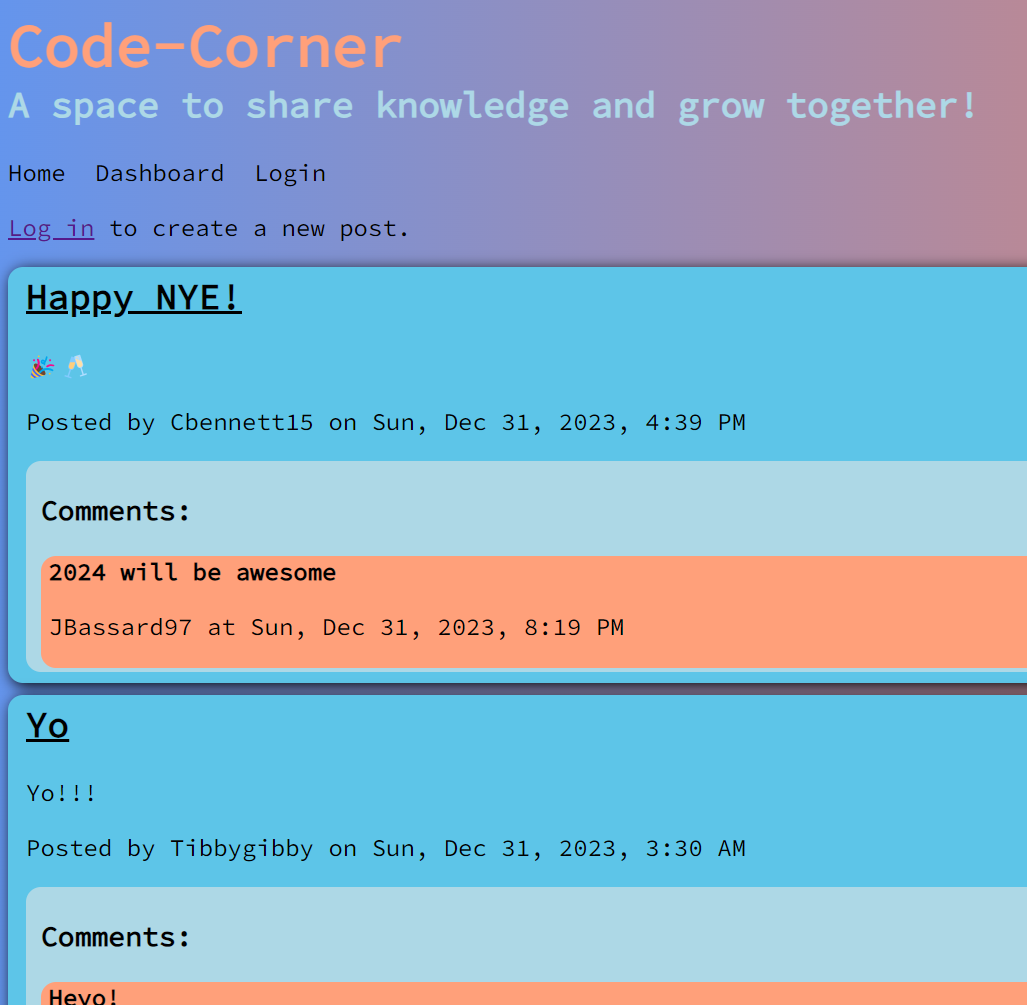 Code-Corner
A space to share knowledge and grow together!
Home Dashboard Login
Log in to create a new post.
Happy NYE!
🎉🥂
Posted by Cbennett15 on Sun, Dec 31, 2023, 4:39 PM
Comments:
2024 will be awesome
JBassard97 at Sun, Dec 31, 2023, 8:19 PM
Yo
Yo!!!
Posted by Tibbygibby on Sun, Dec 31, 2023, 3:30 AM
Comments:
Heyo!